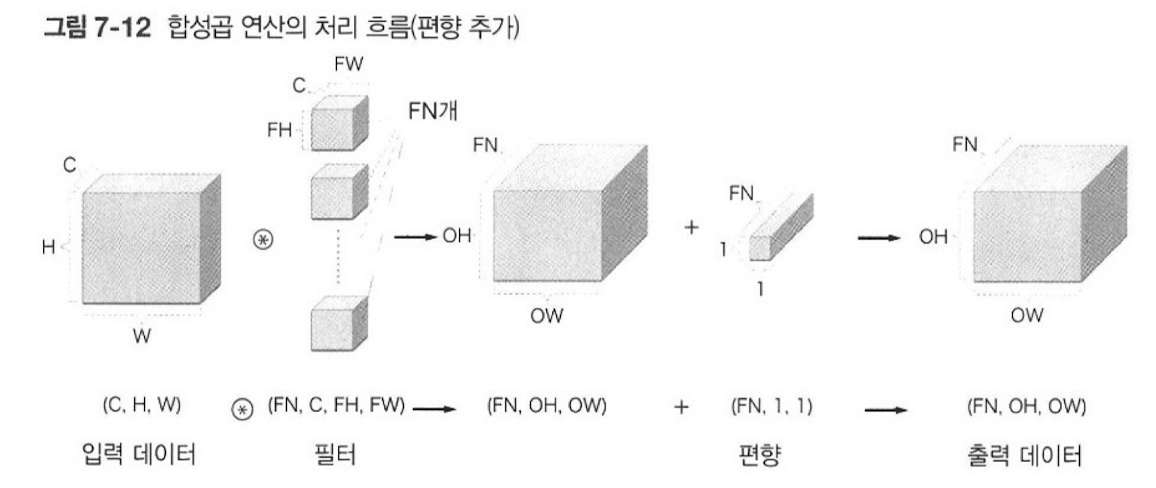 그림 7-12 합성곱 연산의 처리 흐름(편향 추가)
FW
C
FH
FN개
C
H
W
⊛
FN
OH
OW
+
FN
1
1
FN
OH
OW
(C, H, W) ⊛ (FN, C, FH, FW) → (FN, OH, OW) + (FN, 1, 1) → (FN, OH, OW)
입력 데이터 필터 편향 출력 데이터